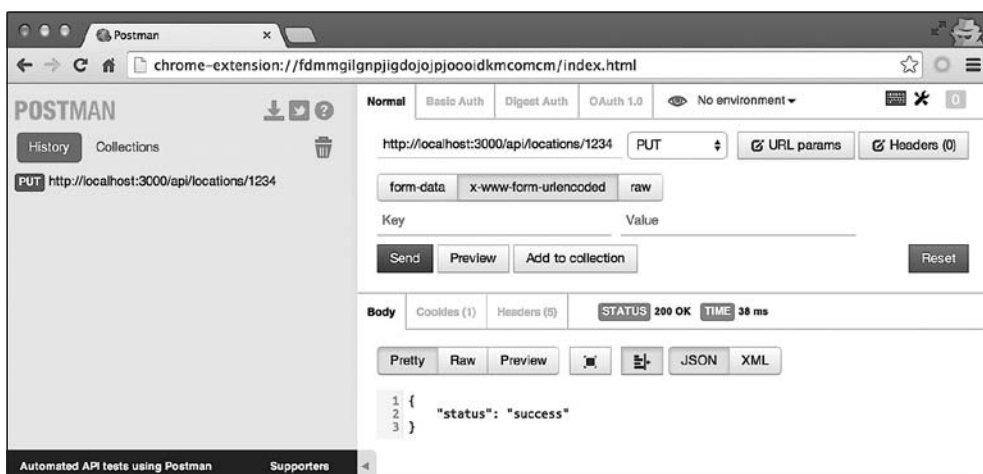 Postman ×
chrome-extension://fdmmgilgnpjigdojojpjoooidkmcomcm/index.html
POSTMAN
History Collections
PUT http://localhost:3000/api/locations/1234
Automated API tests using Postman Supporters
Normal Basic Auth Digest Auth OAuth 1.0 No environment 0
http://localhost:3000/api/locations/1234 PUT URL params Headers (0)
form-data x-www-form-urlencoded raw
Key Value
Send Preview Add to collection Reset
Body Cookies (1) Headers (5) STATUS 200 OK TIME 38 ms
Pretty Raw Preview JSON XML
1 {
2 "status": "success"
3 }